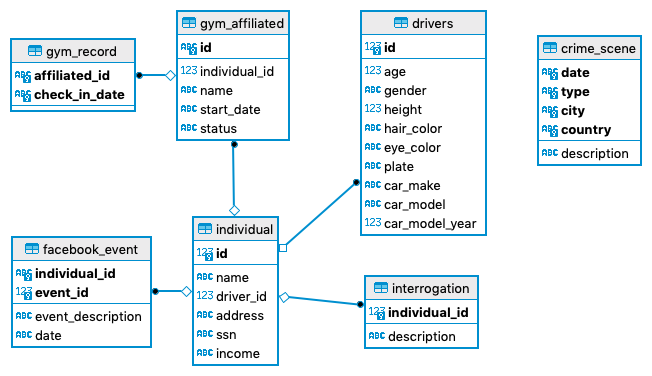 gym_record
ABC affiliated_id
ABC check_in_date
gym_affiliated
ABC id
123 individual_id
ABC name
ABC start_date
ABC status
drivers
123 id
123 age
ABC gender
123 height
ABC hair_color
ABC eye_color
ABC plate
ABC car_make
ABC car_model
123 car_model_year
crime_scene
ABC date
ABC type
ABC city
ABC country
ABC description
facebook_event
ABC individual_id
123 event_id
ABC event_description
ABC date
individual
123 id
ABC name
123 driver_id
ABC address
ABC ssn
ABC income
interrogation
123 individual_id
ABC description